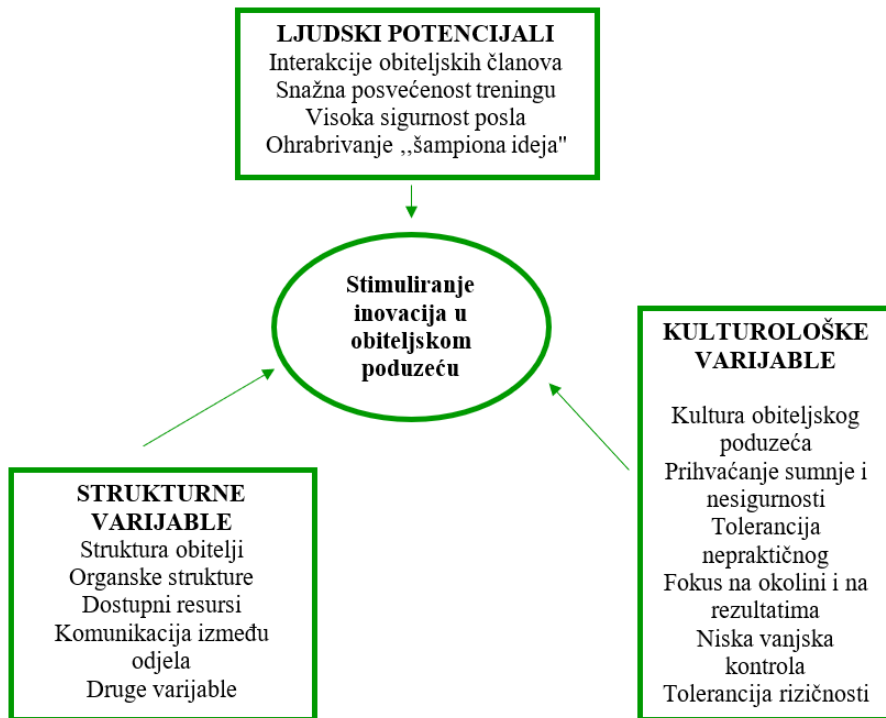 LJUDSKI POTENCIJALI
Interakcije obiteljskih članova
Snažna posvećenost treningu
Visoka sigurnost posla
Ohrabrivanje ,,šampiona ideja"
Stimuliranje
inovacija u
obiteljskom
poduzeću
STRUKTURNE
VARIJABLE
Struktura obitelji
Organske strukture
Dostupni resursi
Komunikacija između
odjela
Druge varijable
KULTUROLOŠKE
VARIJABLE
Kultura obiteljskog
poduzeća
Prihvaćanje sumnje i
nesigurnosti
Tolerancija
nepraktičnog
Fokus na okolini i na
rezultatima
Niska vanjska
kontrola
Tolerancija rizičnosti